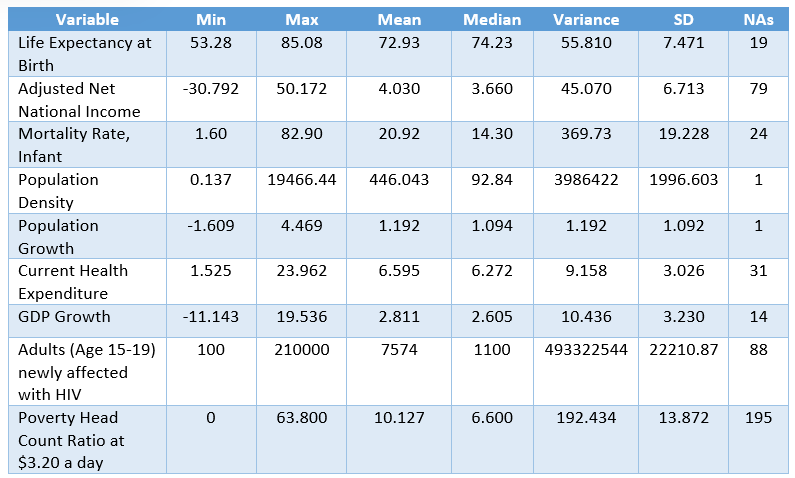 Variable Min Max Mean Median Variance SD NAs
Life Expectancy at 53.28 85.08 72.93 74.23 55.810 7.471 19
Birth
Adjusted Net -30.792 50.172 4.030 3.660 45.070 6.713 79
National Income
Mortality Rate, 1.60 82.90 20.92 14.30 369.73 19.228 24
Infant
Population 0.137 19466.44 446.043 92.84 3986422 1996.603 1
Density
Population -1.609 4.469 1.192 1.094 1.192 1.092 1
Growth
Current Health 1.525 23.962 6.595 6.272 9.158 3.026 31
Expenditure
GDP Growth -11.143 19.536 2.811 2.605 10.436 3.230 14
Adults (Age 15-19) 100 210000 7574 1100 493322544 22210.87 88
newly affected
with HIV
Poverty Head 0 63.800 10.127 6.600 192.434 13.872 195
Count Ratio at
$3.20 a day